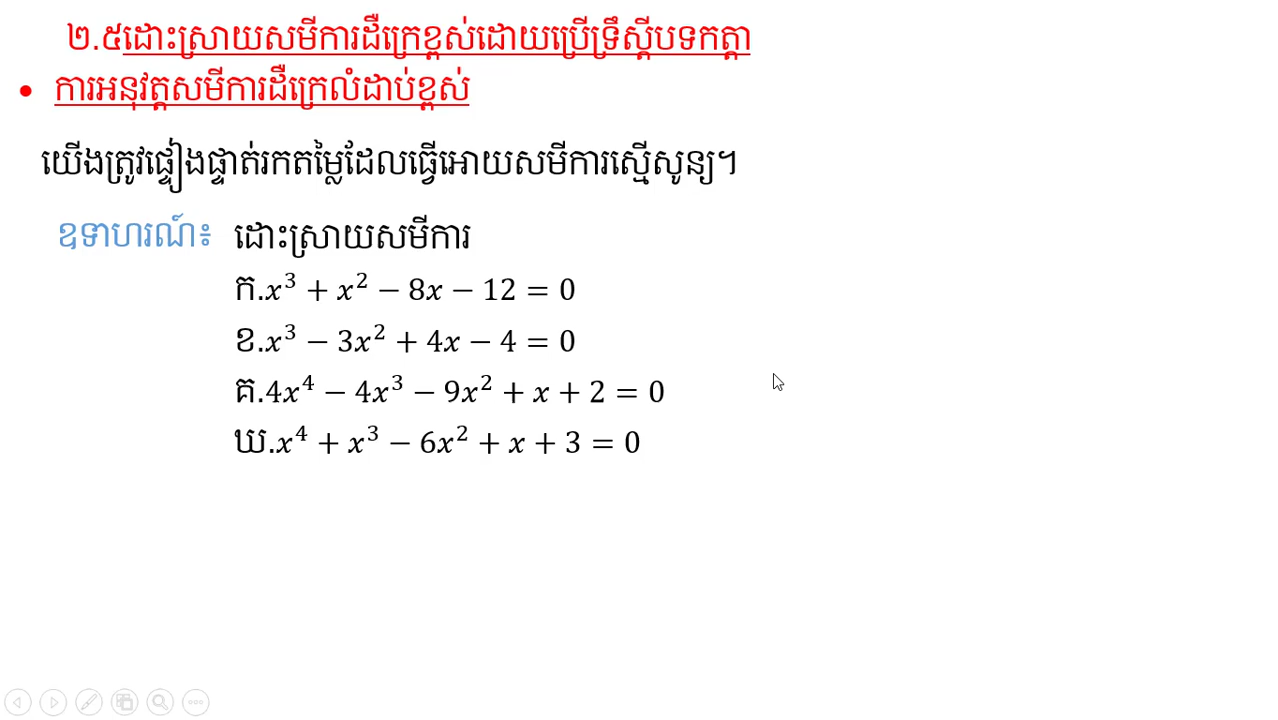 ២.៥ដោះស្រាយសមីការដឺក្រេខ្ពស់ដោយប្រើទ្រឹស្តីបទកត្តា
• ការអនុវត្តសមីការដឺក្រេលំដាប់ខ្ពស់
យើងត្រូវផ្ទៀងផ្ទាត់រកតម្លៃដែលធ្វើអោយសមីការស្មើសូន្យ។
ឧទាហរណ៍៖ ដោះស្រាយសមីការ
ក.x³ + x² − 8x − 12 = 0
ខ.x³ − 3x² + 4x − 4 = 0
គ.4x⁴ − 4x³ − 9x² + x + 2 = 0
ឃ.x⁴ + x³ − 6x² + x + 3 = 0